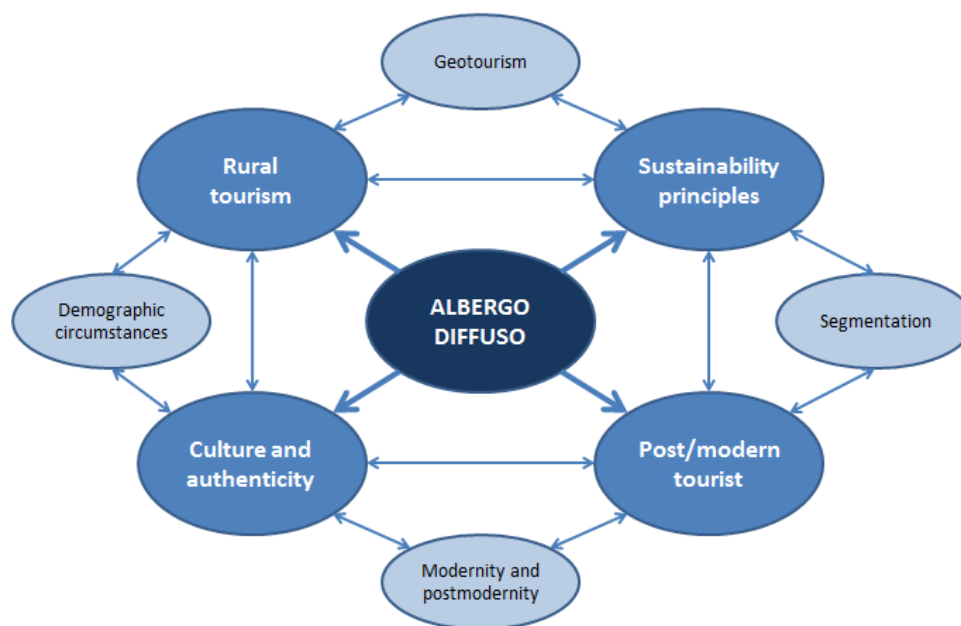 Geotourism
Rural
tourism
Sustainability
principles
Demographic
circumstances
ALBERGO
DIFFUSO
Segmentation
Culture and
authenticity
Post/modern
tourist
Modernity and
postmodernity